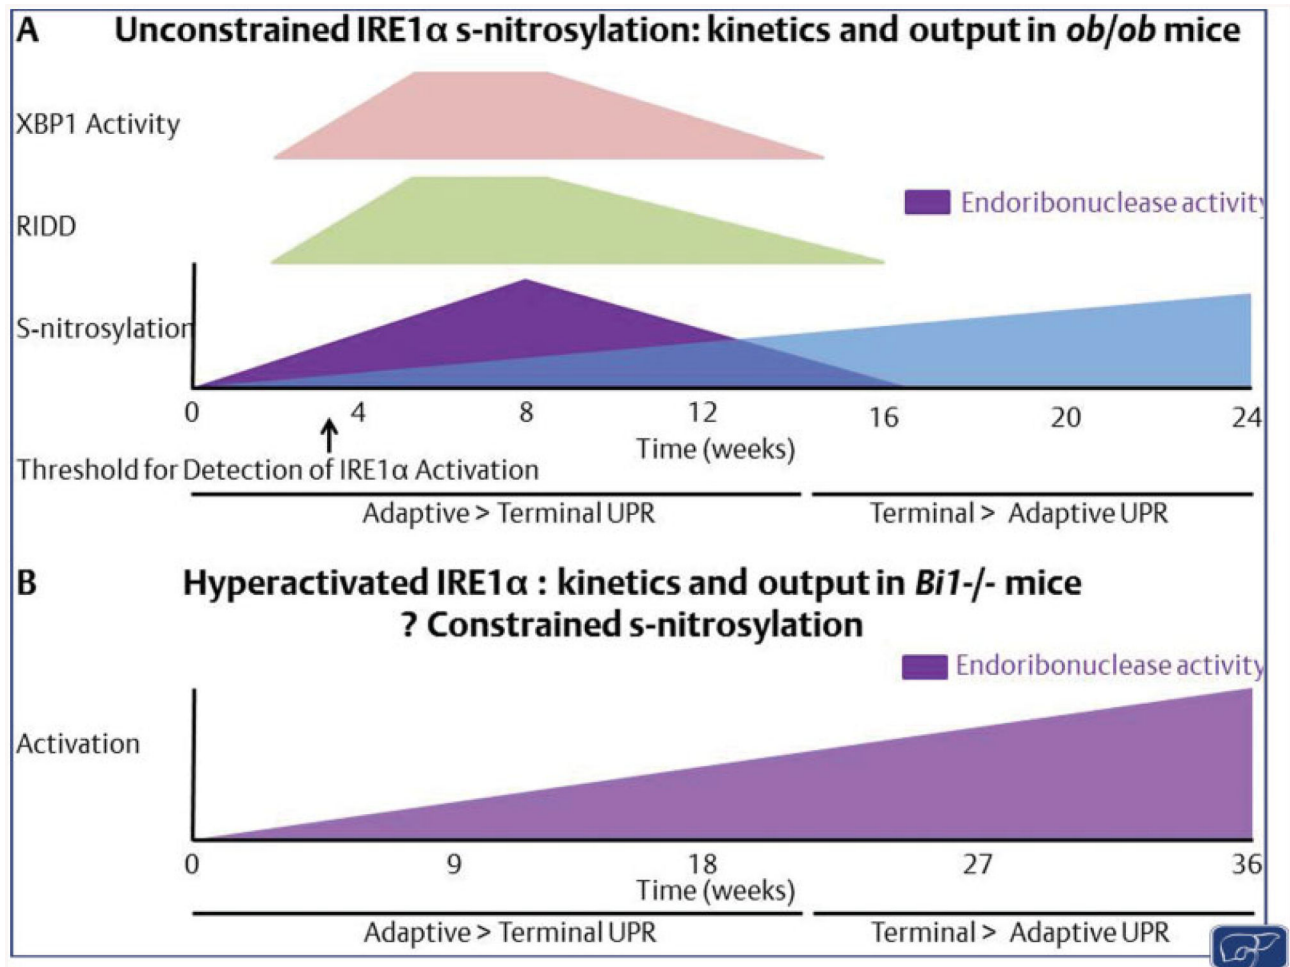 A
Unconstrained IRE1α s-nitrosylation: kinetics and output in ob/ob mice
XBP1 Activity
RIDD
Endoribonuclease activity
S-nitrosylation
0 4 8 12 16 20 24
Time (weeks)
Threshold for Detection of IRE1α Activation
Adaptive > Terminal UPR
Terminal > Adaptive UPR
B
Hyperactivated IRE1α : kinetics and output in Bi1-/- mice
? Constrained s-nitrosylation
Endoribonuclease activity
Activation
0 9 18 27 36
Time (weeks)
Adaptive > Terminal UPR
Terminal > Adaptive UPR